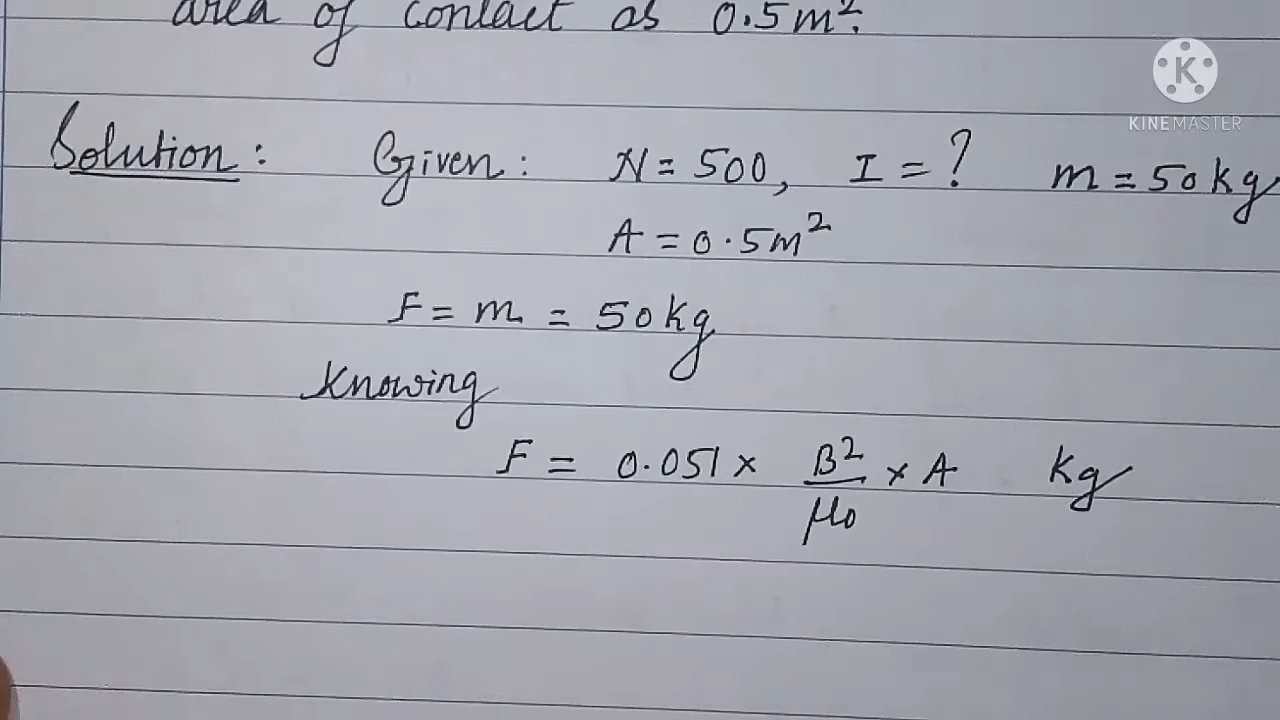 area of contact as 0.5m².
KINEMASTER
Solution: Given: N = 500, I = ? m = 50kg
A = 0.5m²
F = m = 50kg
Knowing
F = 0.051 × B²/μ₀ × A kg